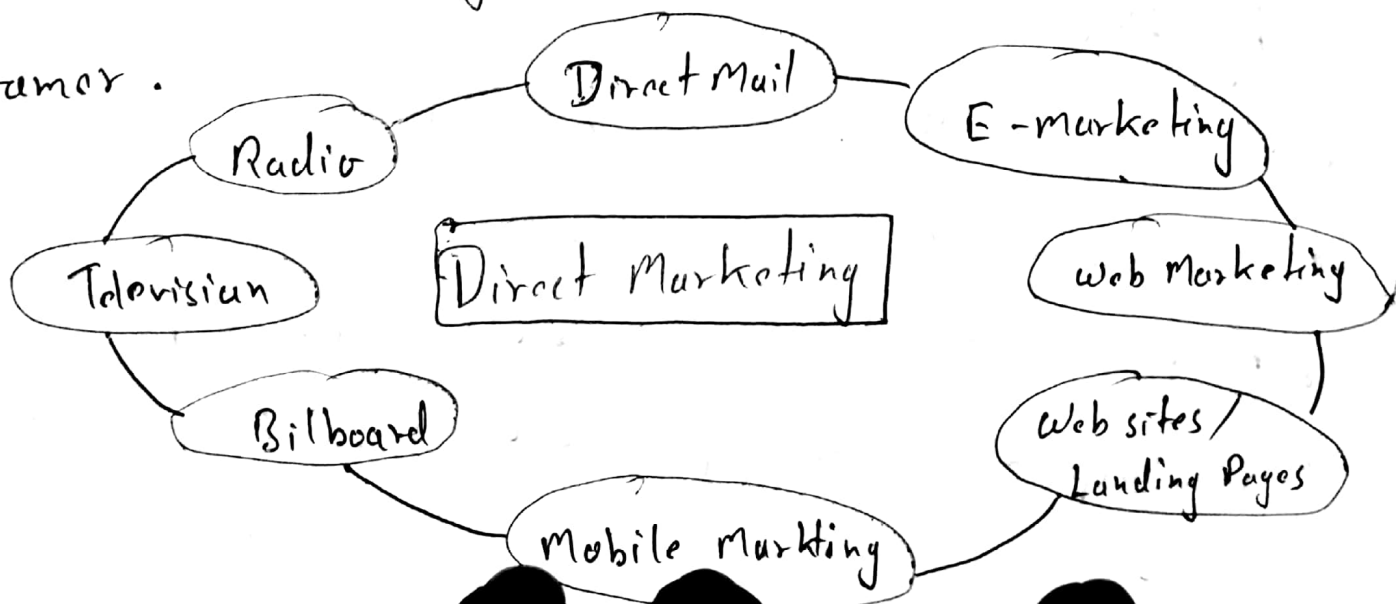 Direct Mail
umer.
E-marketing
Radio
Direct Marketing
Web Marketing
Television
Web sites/
Landing Pages
Bilboard
Mobile Markting